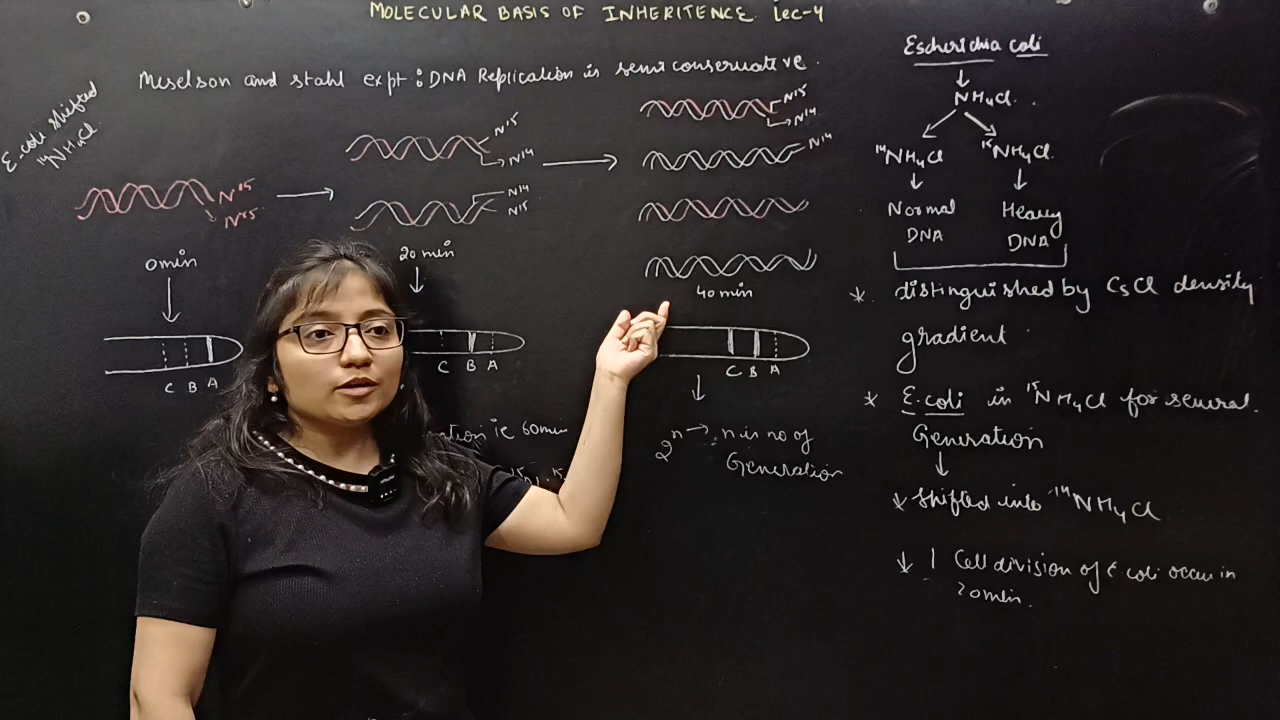 MOLECULAR BASIS OF INHERITENCE. Lec-4
Meselson and stahl expt : DNA Replication is semiconservative.
E.coli shifted
¹⁴NH₄Cl
N¹⁵
N¹⁵
0min
C B A
N¹⁵
N¹⁴
N14
N15
20 min
C B A
N¹⁵
N¹⁴
N14
40 min
C B A
ie 60min
2ⁿ → n is no of
Generation
Escherichia coli
NH₄Cl
¹⁴NH₄Cl ¹⁵NH₄Cl
Normal Heavy
DNA DNA
* distinguished by CsCl density
gradient
* E.coli in ¹⁵NH₄Cl for several
Generation
shifted into ¹⁴NH₄Cl
1 Cell division of E.coli occur in
20min.